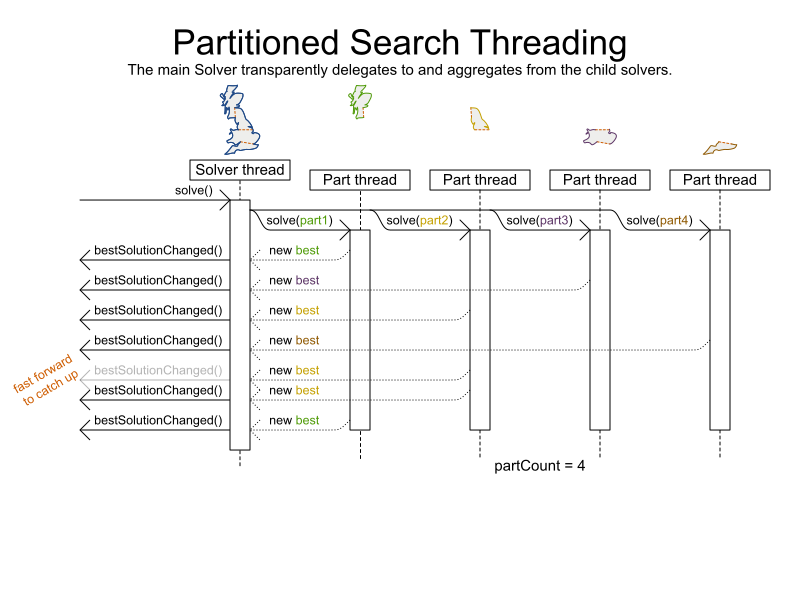 Partitioned Search Threading
The main Solver transparently delegates to and aggregates from the child solvers.
Solver thread
Part thread
Part thread
Part thread
Part thread
solve()
solve(part1)
solve(part2)
solve(part3)
solve(part4)
bestSolutionChanged()
new best
bestSolutionChanged()
new best
bestSolutionChanged()
new best
bestSolutionChanged()
new best
fast forward
to catch up
bestSolutionChanged()
new best
bestSolutionChanged()
new best
bestSolutionChanged()
new best
partCount = 4